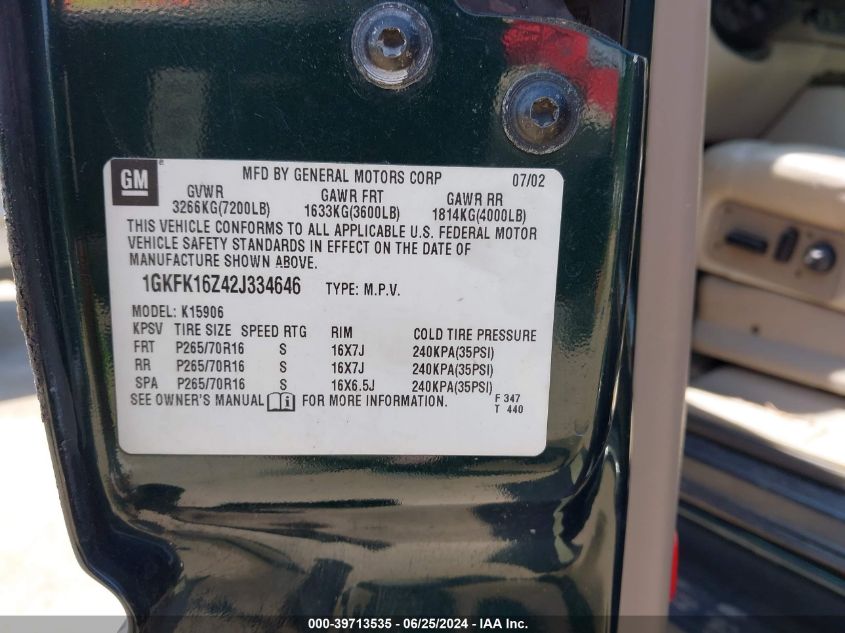 GM
MFD BY GENERAL MOTORS CORP 07/02
GVWR GAWR FRT GAWR RR
3266KG(7200LB) 1633KG(3600LB) 1814KG(4000LB)
THIS VEHICLE CONFORMS TO ALL APPLICABLE U.S. FEDERAL MOTOR
VEHICLE SAFETY STANDARDS IN EFFECT ON THE DATE OF
MANUFACTURE SHOWN ABOVE.
1GKFK16Z42J334646 TYPE: M.P.V.
MODEL: K15906
KPSV TIRE SIZE SPEED RTG RIM COLD TIRE PRESSURE
FRT P265/70R16 S 16X7J 240KPA(35PSI)
RR P265/70R16 S 16X7J 240KPA(35PSI)
SPA P265/70R16 S 16X6.5J 240KPA(35PSI)
SEE OWNER'S MANUAL i FOR MORE INFORMATION. F 347
T 440
000-39713535 - 06/25/2024 - IAA Inc.